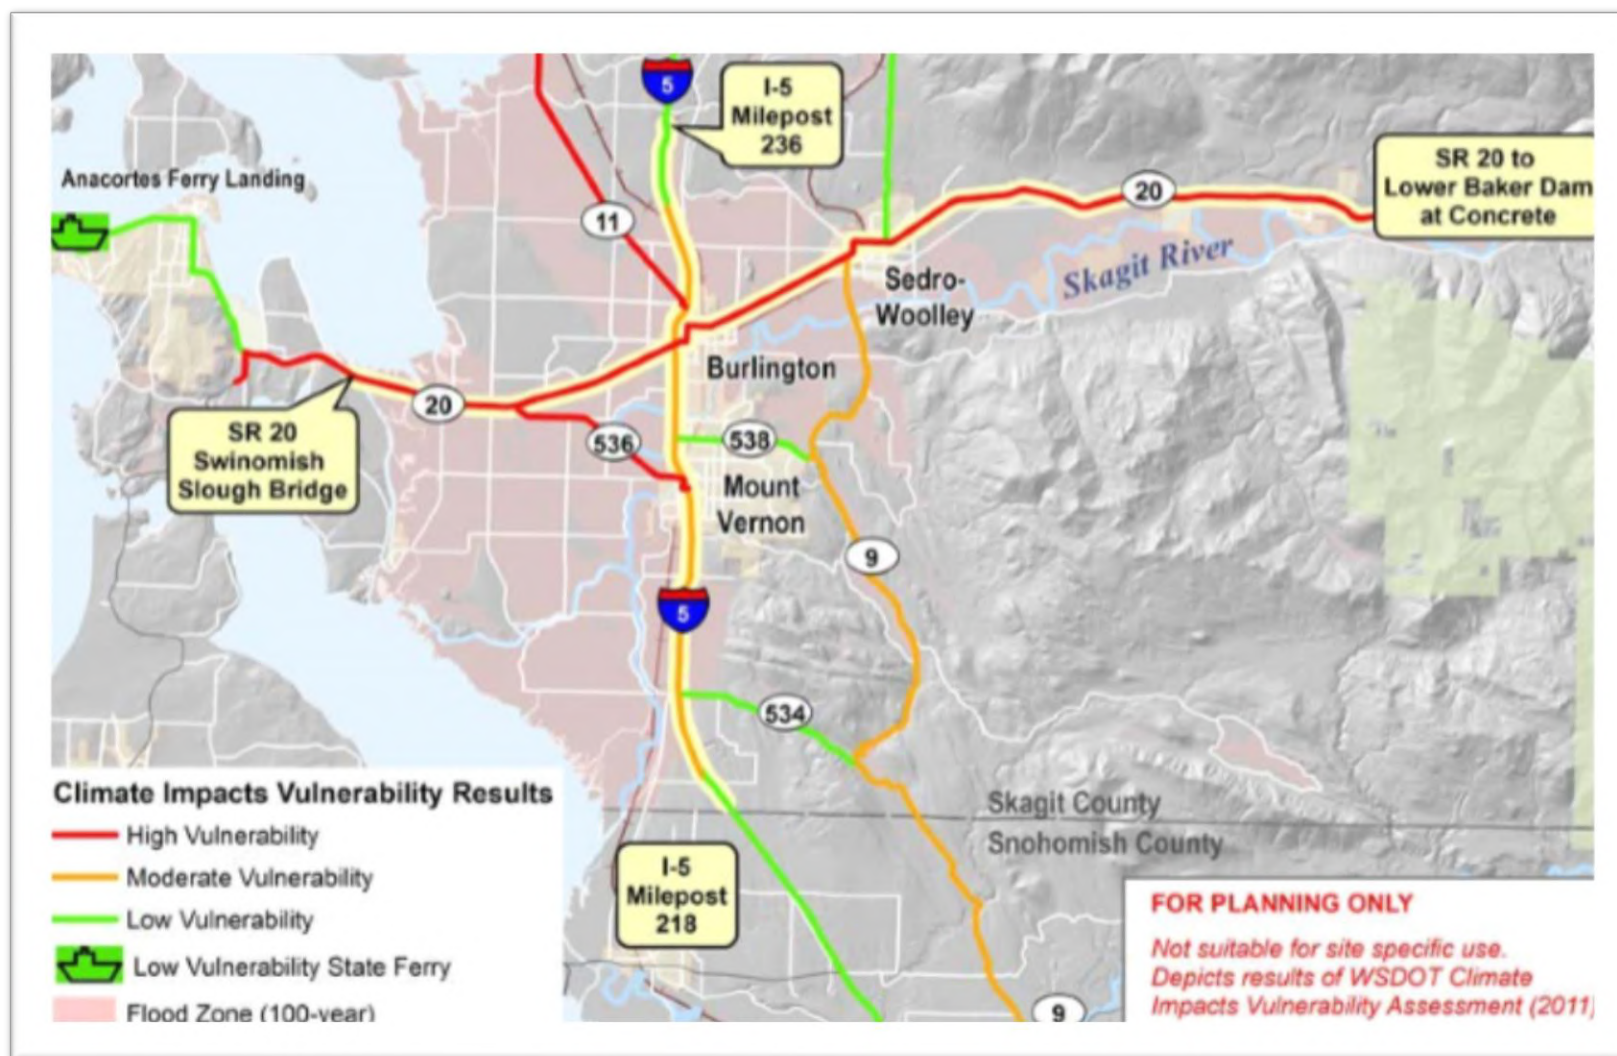 5
I-5
Milepost
236
Anacortes Ferry Landing
11
20
SR 20 to
Lower Baker Dam
at Concrete
Skagit River
Sedro-
Woolley
Burlington
20
SR 20
Swinomish
Slough Bridge
536
538
Mount
Vernon
9
5
534
Skagit County
Snohomish County
I-5
Milepost
218
9
Climate Impacts Vulnerability Results
High Vulnerability
Moderate Vulnerability
Low Vulnerability
Low Vulnerability State Ferry
Flood Zone (100-year)
FOR PLANNING ONLY
Not suitable for site specific use.
Depicts results of WSDOT Climate
Impacts Vulnerability Assessment (2011)